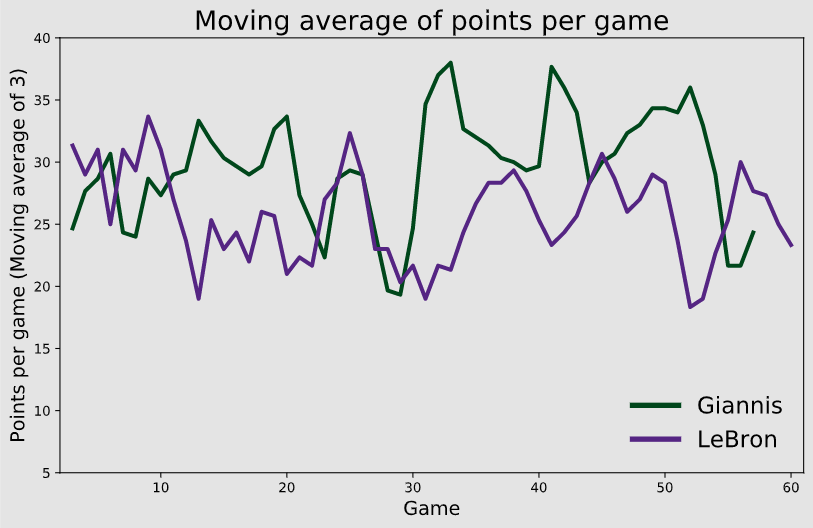 Moving average of points per game
Points per game (Moving average of 3)
40
35
30
25
20
15
10
5
10 20 30 40 50 60
Game
Giannis
LeBron